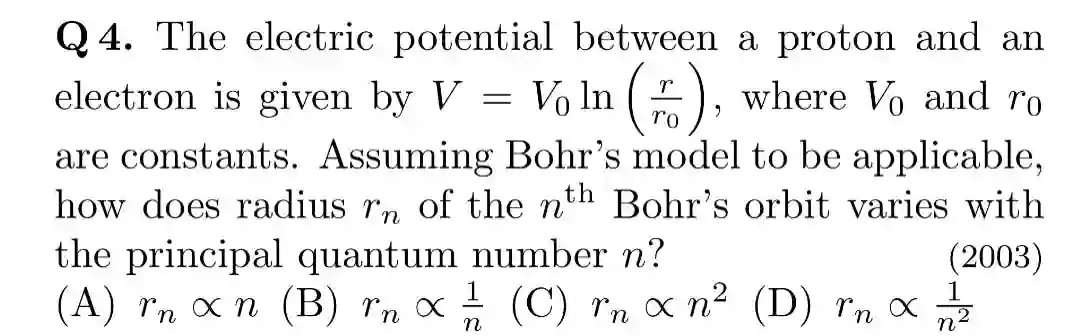 Q 4. The electric potential between a proton and an
electron is given by V = V₀ ln (r/r₀), where V₀ and r₀
are constants. Assuming Bohr's model to be applicable,
how does radius rₙ of the nᵗʰ Bohr's orbit varies with
the principal quantum number n? (2003)
(A) rₙ ∝ n (B) rₙ ∝ 1/n (C) rₙ ∝ n² (D) rₙ ∝ 1/n²